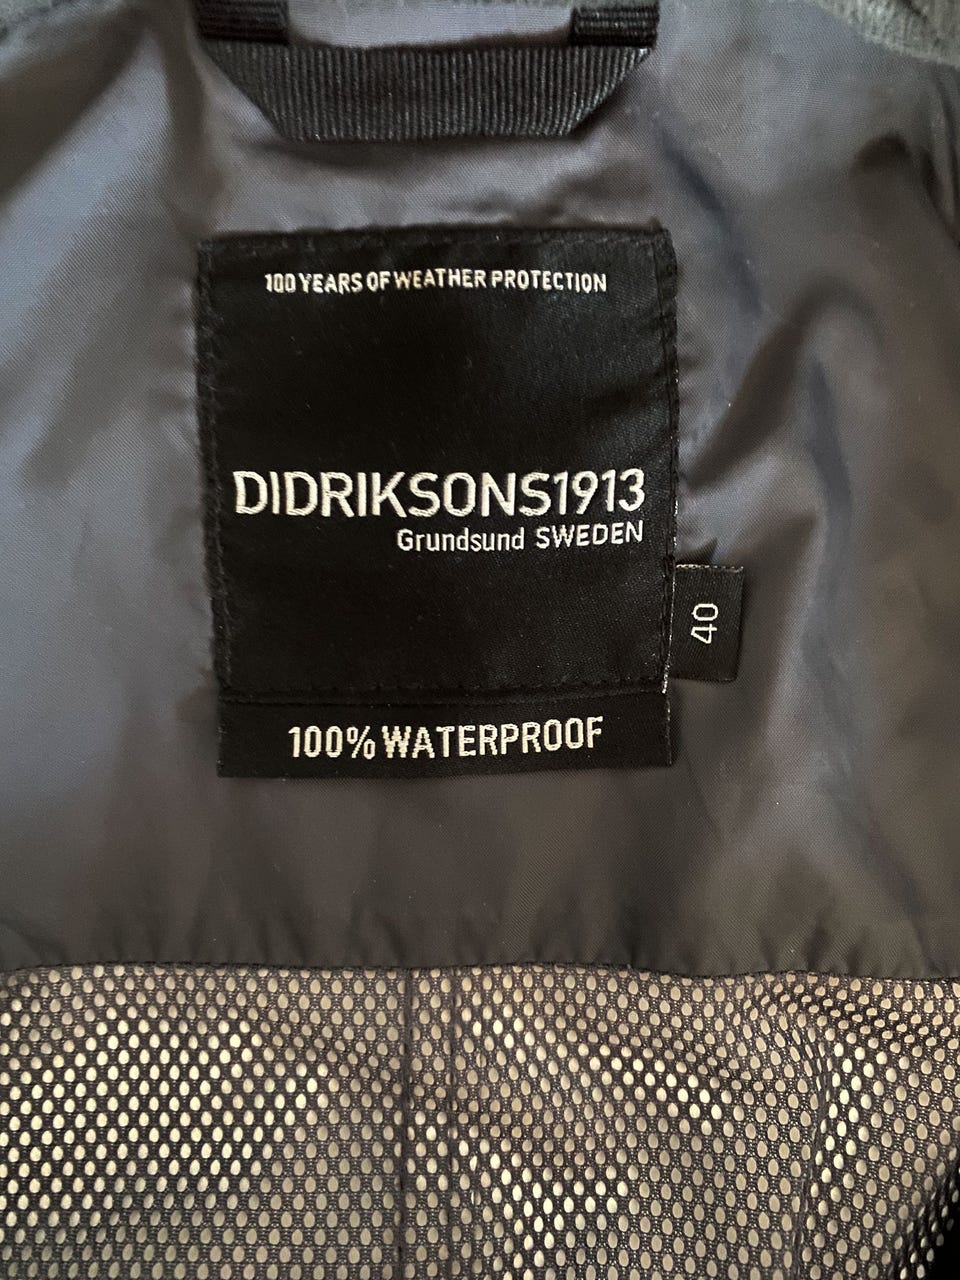 100 YEARS OF WEATHER PROTECTION
DIDRIKSONS1913
Grundsund SWEDEN
40
100% WATERPROOF